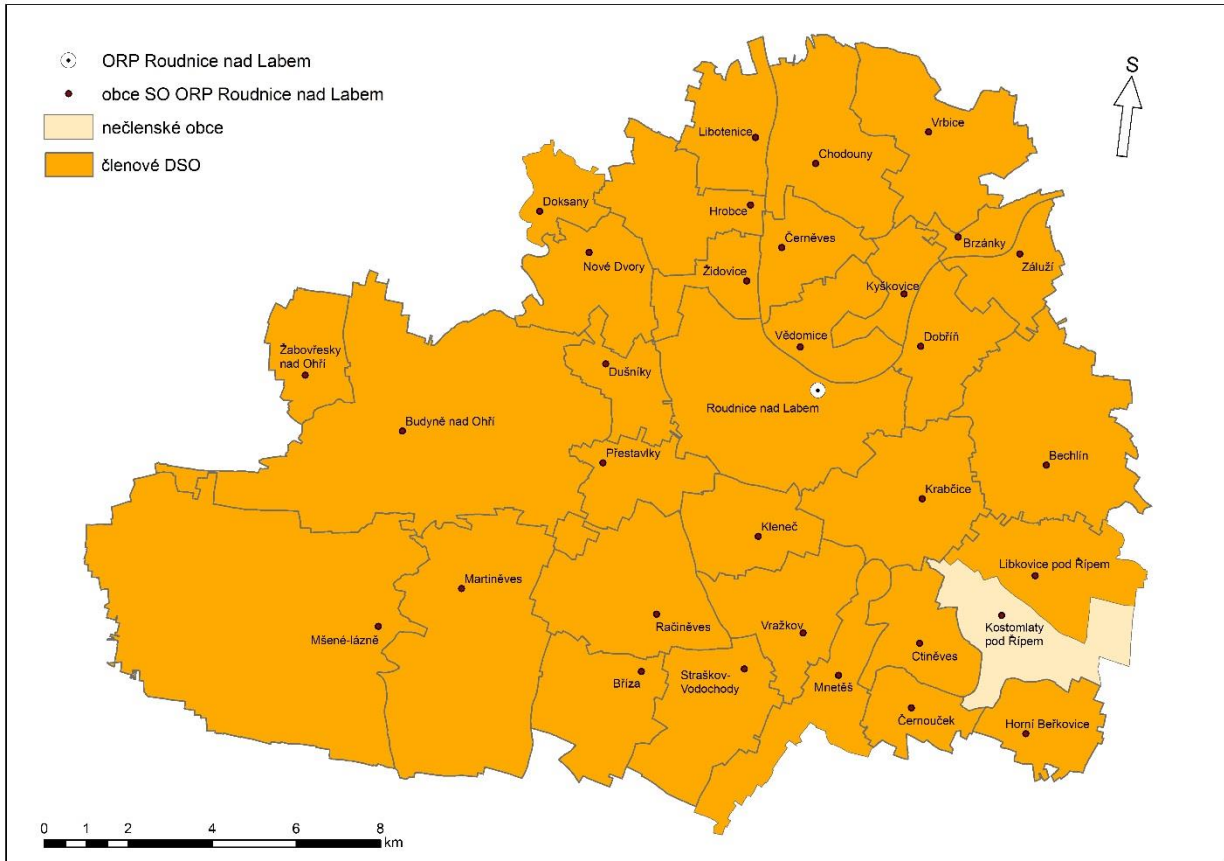 ORP Roudnice nad Labem
obce SO ORP Roudnice nad Labem
nečlenské obce
členové DSO
S
Libotenice
Vrbice
Chodouny
Doksany
Hrobce
Černěves
Brzánky
Nové Dvory
Židovice
Záluží
Kyškovice
Vědomice
Dobříň
Žabovřesky
nad Ohří
Dušníky
Roudnice nad Labem
Budyně nad Ohří
Přestavlky
Bechlín
Krabčice
Kleneč
Libkovice pod Řípem
Martiněves
Mšené-lázně
Račiněves
Vražkov
Kostomlaty
pod Řípem
Ctiněves
Bříza
Straškov-
Vodochody
Mnetěš
Černouček
Horní Beřkovice
0 1 2 4 6 8
km